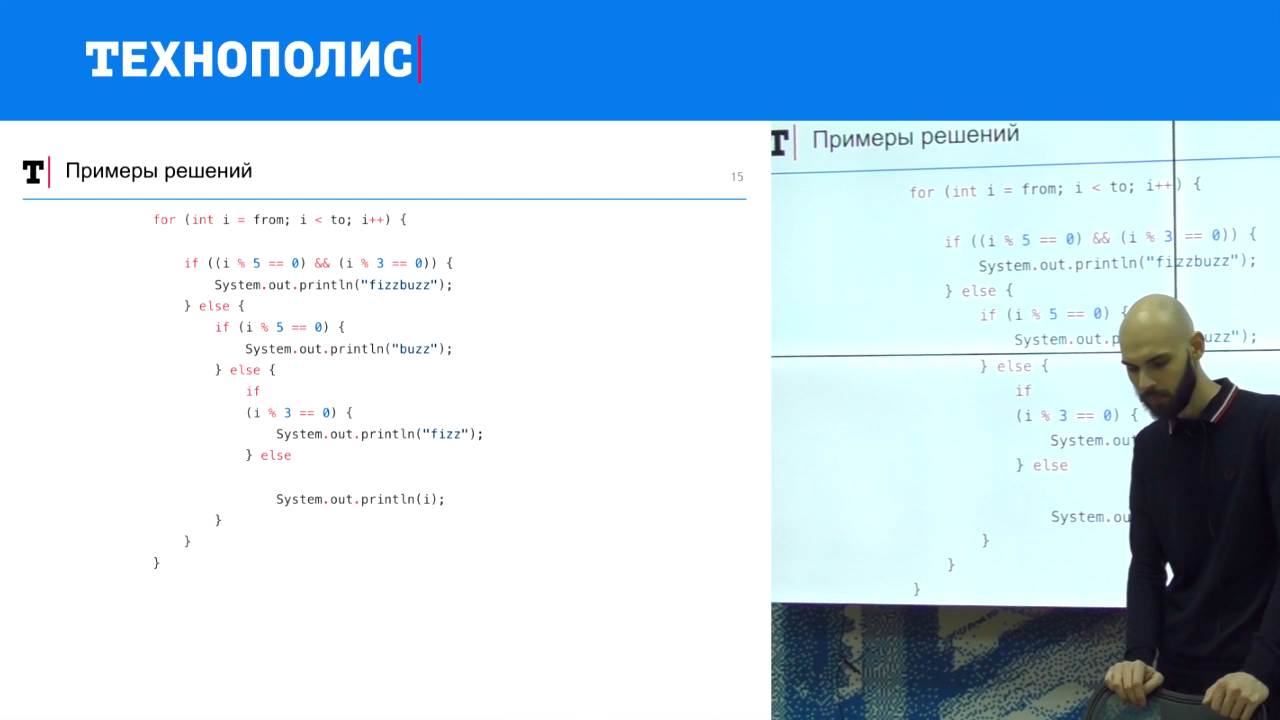 ТЕХНОПОЛИС
Т Примеры решений
15
for (int i = from; i < to; i++) {
if ((i % 5 == 0) && (i % 3 == 0)) {
System.out.println("fizzbuzz");
} else {
if (i % 5 == 0) {
System.out.println("buzz");
} else {
if
(i % 3 == 0) {
System.out.println("fizz");
} else
System.out.println(i);
}
}
}
Т Примеры решений
for (int i = from; i < to; i++) {
if ((i % 5 == 0) && (i % 3 == 0)) {
System.out.println("fizzbuzz");
} else {
if (i % 5 == 0) {
System.out.p uzz");
} else {
if
(i % 3 == 0) {
System.out
} else
System.ou
}
}
}